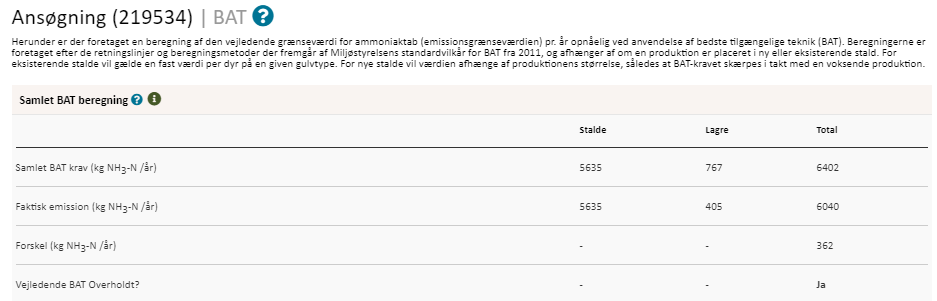 Ansøgning (219534) | BAT ?
Herunder er der foretaget en beregning af den vejledende grænseværdi for ammoniaktab (emissionsgrænseværdien) pr. år opnåelig ved anvendelse af bedste tilgængelige teknik (BAT). Beregningerne er
foretaget efter de retningslinjer og beregningsmetoder der fremgår af Miljøstyrelsens standardvilkår for BAT fra 2011, og afhænger af om en produktion er placeret i ny eller eksisterende stald. For
eksisterende stalde vil gælde en fast værdi per dyr på en given gulvtype. For nye stalde vil værdien afhænge af produktionens størrelse, således at BAT-kravet skærpes i takt med en voksende produktion.
Samlet BAT beregning ? i
Stalde Lagre Total
Samlet BAT krav (kg NH3-N /år) 5635 767 6402
Faktisk emission (kg NH3-N /år) 5635 405 6040
Forskel (kg NH3-N /år) - - 362
Vejledende BAT Overholdt? - - Ja